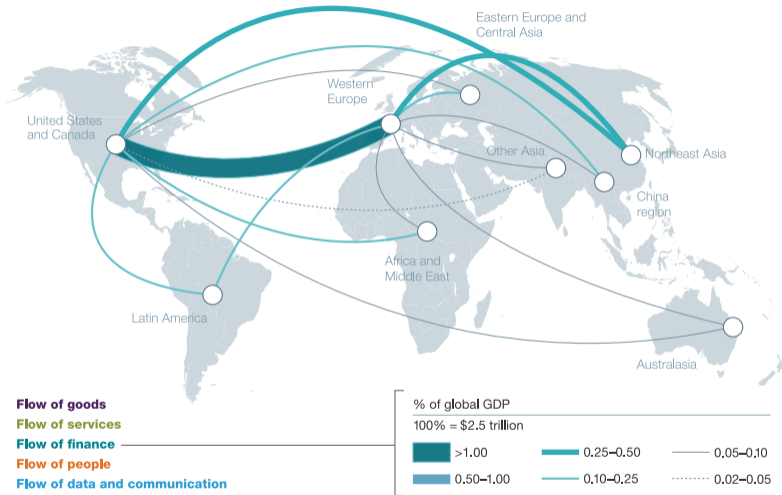 Eastern Europe and
Central Asia
Western
Europe
United States
and Canada
Other Asia
Northeast Asia
China
region
Africa and
Middle East
Latin America
Australasia
Flow of goods
Flow of services
Flow of finance
Flow of people
Flow of data and communication
% of global GDP
100% = $2.5 trillion
>1.00 0.25–0.50 0.05–0.10
0.50–1.00 0.10–0.25 0.02–0.05